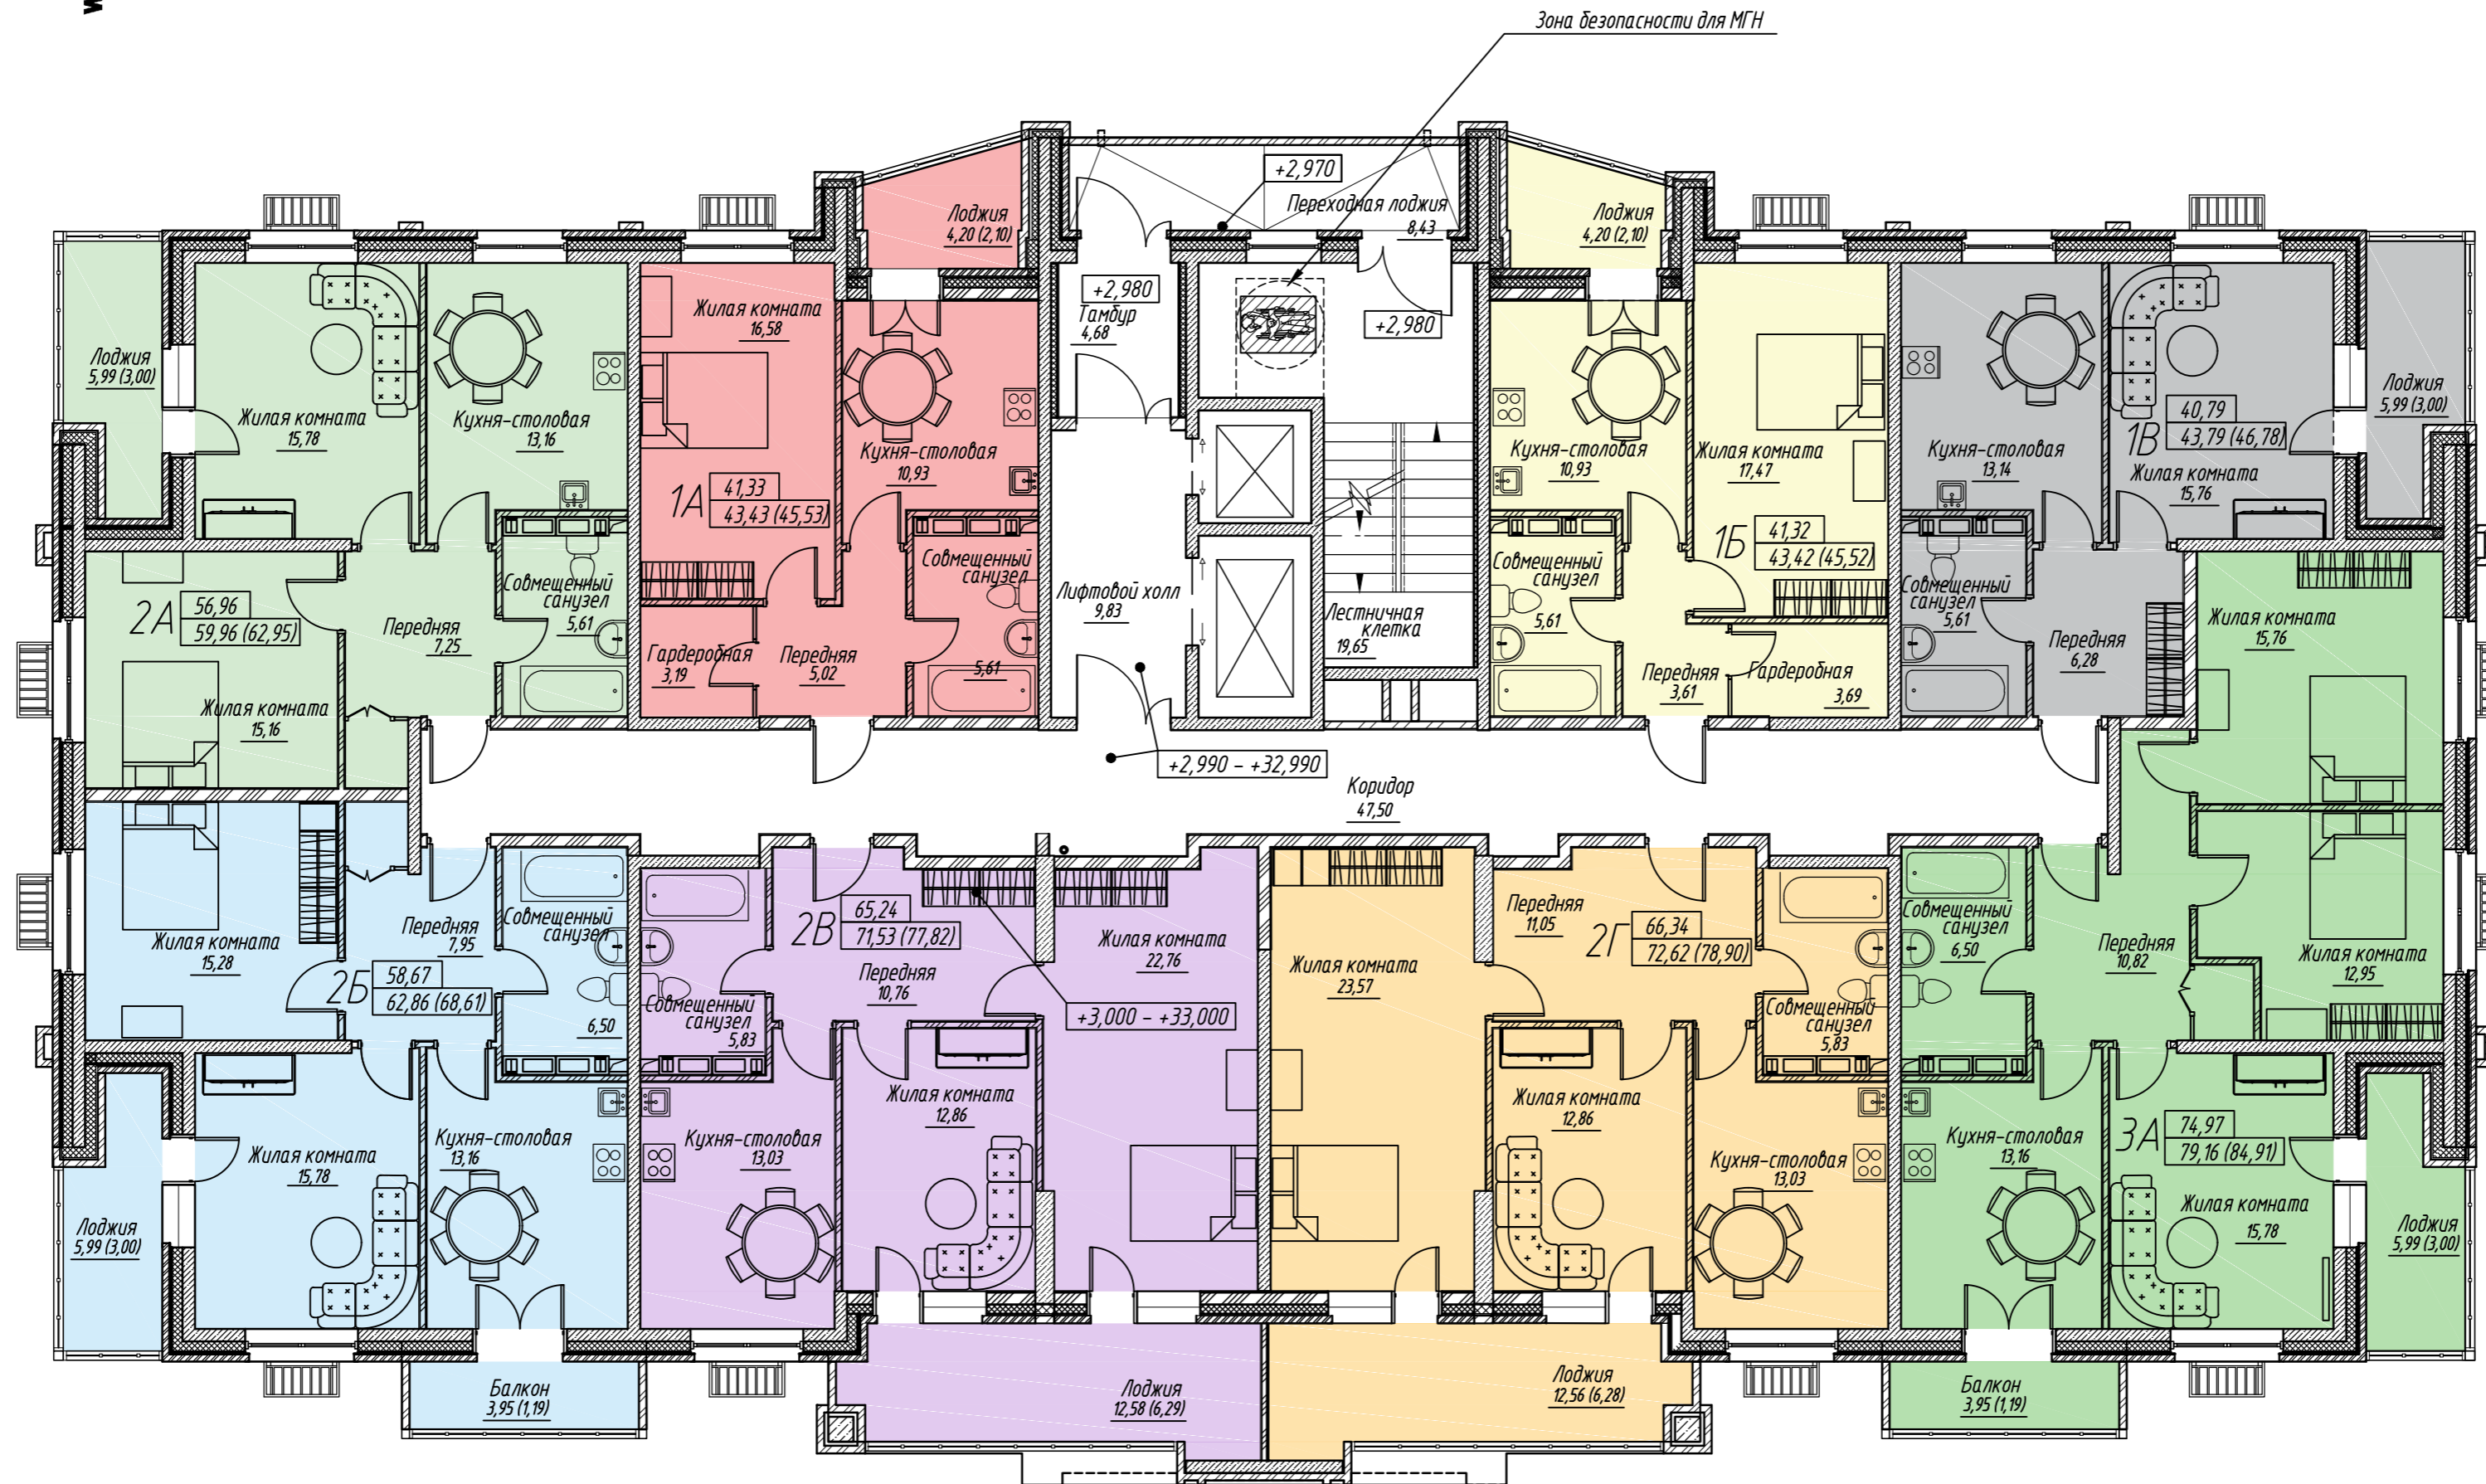 Зона безопасности для МГН
+2,970
Переходная лоджия
8,43
Лоджия
4,20 (2,10)
Лоджия
4,20 (2,10)
+2,980
Тамбур
4,68
+2,980
Лоджия
5,99 (3,00)
Жилая комната
15,78
Кухня-столовая
13,16
Жилая комната
16,58
Кухня-столовая
10,93
1А
41,33
43,43 (45,53)
Совмещенный
санузел
5,61
Гардеробная
3,19
Передняя
5,02
2А
56,96
59,96 (62,95)
Передняя
7,25
Совмещенный
санузел
5,61
Жилая комната
15,16
Лифтовой холл
9,83
Лестничная
клетка
19,65
Кухня-столовая
10,93
Жилая комната
17,47
1Б
41,32
43,42 (45,52)
Совмещенный
санузел
5,61
Передняя
3,61
Гардеробная
3,69
Кухня-столовая
13,14
1В
40,79
43,79 (46,78)
Жилая комната
15,76
Лоджия
5,99 (3,00)
Совмещенный
санузел
5,61
Передняя
6,28
Жилая комната
15,76
+2,990 - +32,990
Коридор
47,50
Жилая комната
15,28
Передняя
7,95
Совмещенный
санузел
6,50
2Б
58,67
62,86 (68,61)
Жилая комната
15,78
Кухня-столовая
13,16
Лоджия
5,99 (3,00)
Балкон
3,95 (1,19)
2В
65,24
71,53 (77,82)
Передняя
10,76
Совмещенный
санузел
5,83
Жилая комната
22,76
+3,000 - +33,000
Жилая комната
12,86
Кухня-столовая
13,03
Лоджия
12,58 (6,29)
Жилая комната
23,57
Передняя
11,05
2Г
66,34
72,62 (78,90)
Совмещенный
санузел
5,83
Жилая комната
12,86
Кухня-столовая
13,03
Лоджия
12,56 (6,28)
Совмещенный
санузел
6,50
Передняя
10,82
Жилая комната
12,95
Кухня-столовая
13,16
3А
74,97
79,16 (84,91)
Жилая комната
15,78
Лоджия
5,99 (3,00)
Балкон
3,95 (1,19)